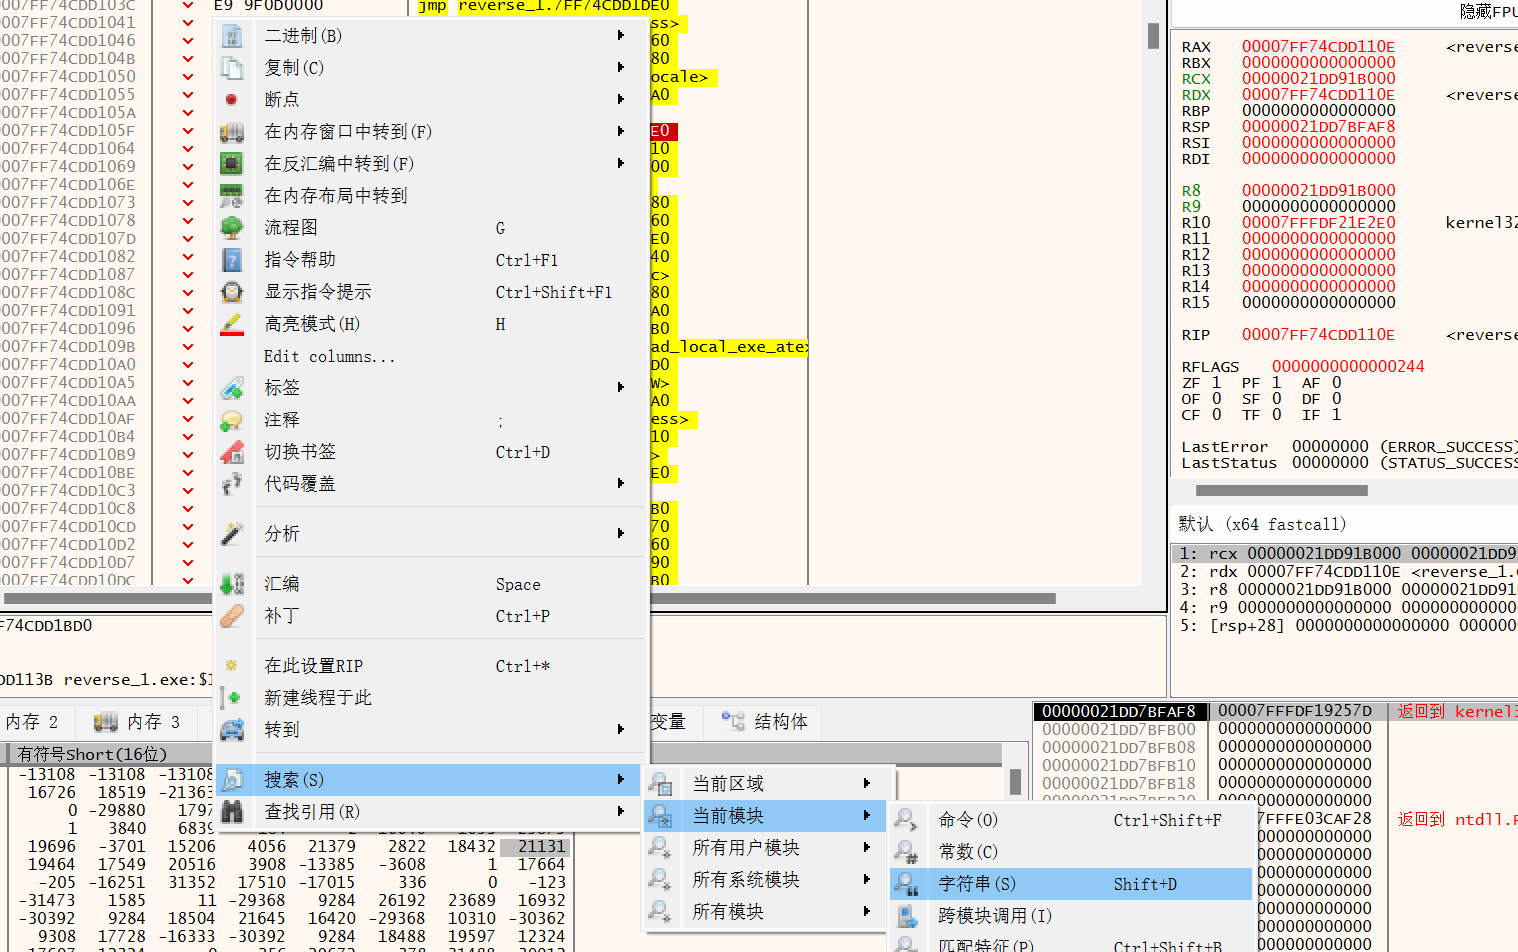 007FF74CDD103C E9 9F0D0000 jmp reverse_1.7FF74CDD1DE0
007FF74CDD1041 ss>
007FF74CDD1046 60
007FF74CDD104B 80
007FF74CDD1050 ocale>
007FF74CDD1055 A0
007FF74CDD105A
007FF74CDD105F E0
007FF74CDD1064 10
007FF74CDD1069 00
007FF74CDD106E
007FF74CDD1073 80
007FF74CDD1078 60
007FF74CDD107D E0
007FF74CDD1082 40
007FF74CDD1087 c>
007FF74CDD108C 80
007FF74CDD1091 A0
007FF74CDD1096 B0
007FF74CDD109B ad_local_exe_ate>
007FF74CDD10A0 D0
007FF74CDD10A5 W>
007FF74CDD10AA A0
007FF74CDD10AF ess>
007FF74CDD10B4 10
007FF74CDD10B9 >
007FF74CDD10BE E0
007FF74CDD10C3
007FF74CDD10C8 B0
007FF74CDD10CD 70
007FF74CDD10D2 60
007FF74CDD10D7 90
007FF74CDD10DC B0
二进制(B)
复制(C)
断点
在内存窗口中转到(F)
在反汇编中转到(F)
在内存布局中转到
流程图 G
指令帮助 Ctrl+F1
显示指令提示 Ctrl+Shift+F1
高亮模式(H) H
Edit columns...
标签
注释 ;
切换书签 Ctrl+D
代码覆盖
分析
汇编 Space
补丁 Ctrl+P
在此设置RIP Ctrl+*
新建线程于此
转到
搜索(S)
查找引用(R)
当前区域
当前模块
所有用户模块
所有系统模块
所有模块
命令(O) Ctrl+Shift+F
常数(C)
字符串(S) Shift+D
跨模块调用(I)
匹配特征(P) Ctrl+Shift+B
隐藏FPU
RAX 00007FF74CDD110E <reverse
RBX 0000000000000000
RCX 00000021DD91B000
RDX 00007FF74CDD110E <reverse
RBP 0000000000000000
RSP 00000021DD7BFAF8
RSI 0000000000000000
RDI 0000000000000000
R8 00000021DD91B000
R9 0000000000000000
R10 00007FFFDF21E2E0 kernel32
R11 0000000000000000
R12 0000000000000000
R13 0000000000000000
R14 0000000000000000
R15 0000000000000000
RIP 00007FF74CDD110E <reverse
RFLAGS 0000000000000244
ZF 1 PF 1 AF 0
OF 0 SF 0 DF 0
CF 0 TF 0 IF 1
LastError 00000000 (ERROR_SUCCESS)
LastStatus 00000000 (STATUS_SUCCESS
默认 (x64 fastcall)
1: rcx 00000021DD91B000 00000021DD9
2: rdx 00007FF74CDD110E <reverse_1.
3: r8 00000021DD91B000 00000021DD91
4: r9 0000000000000000 000000000000
5: [rsp+28] 0000000000000000 000000
F74CDD1BD0
DD113B reverse_1.exe:$1
内存 2 内存 3 变量 结构体
有符号Short(16位)
-13108 -13108 -13108
16726 18519 -21363
0 -29880 1797
1 3840 6839
19696 -3701 15206 4056 21379 2822 18432 21131
19464 17549 20516 3908 -13385 -3608 1 17664
-205 -16251 31352 17510 -17015 336 0 -123
-31473 1585 11 -29368 9284 26192 23689 16932
-30392 9284 18504 21645 16420 -29368 10310 -30362
9308 17728 -16333 -30392 9284 18488 19597 12324
00000021DD7BFAF8 00007FFFDF19257D 返回到 kernel3
00000021DD7BFB00 0000000000000000
00000021DD7BFB08 0000000000000000
00000021DD7BFB10 0000000000000000
00000021DD7BFB18 0000000000000000
7FFFE03CAF28 返回到 ntdll.R
000000000000
000000000000
000000000000
000000000000
000000000000
000000000000
000000000000